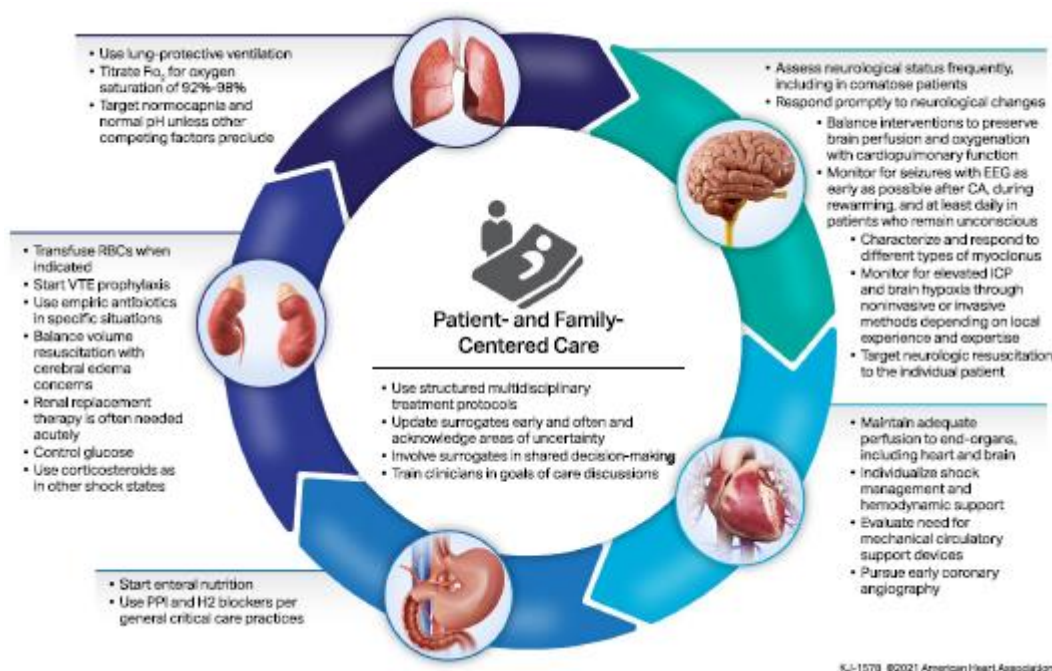 • Use lung-protective ventilation
• Titrate Fio₂ for oxygen
saturation of 92%-98%
• Target normocapnia and
normal pH unless other
competing factors preclude
• Assess neurological status frequently,
including in comatose patients
• Respond promptly to neurological changes
• Balance interventions to preserve
brain perfusion and oxygenation
with cardiopulmonary function
• Monitor for seizures with EEG as
early as possible after CA, during
rewarming, and at least daily in
patients who remain unconscious
• Characterize and respond to
different types of myoclonus
• Monitor for elevated ICP
and brain hypoxia through
noninvasive or invasive
methods depending on local
experience and expertise
• Target neurologic resuscitation
to the individual patient
• Transfuse RBCs when
indicated
• Start VTE prophylaxis
• Use empiric antibiotics
in specific situations
• Balance volume
resuscitation with
cerebral edema
concerns
• Renal replacement
therapy is often needed
acutely
• Control glucose
• Use corticosteroids as
in other shock states
Patient- and Family-
Centered Care
• Use structured multidisciplinary
treatment protocols
• Update surrogates early and often and
acknowledge areas of uncertainty
• Involve surrogates in shared decision-making
• Train clinicians in goals of care discussions
• Maintain adequate
perfusion to end-organs,
including heart and brain
• Individualize shock
management and
hemodynamic support
• Evaluate need for
mechanical circulatory
support devices
• Pursue early coronary
angiography
• Start enteral nutrition
• Use PPI and H2 blockers per
general critical care practices
©2021 American Heart Association